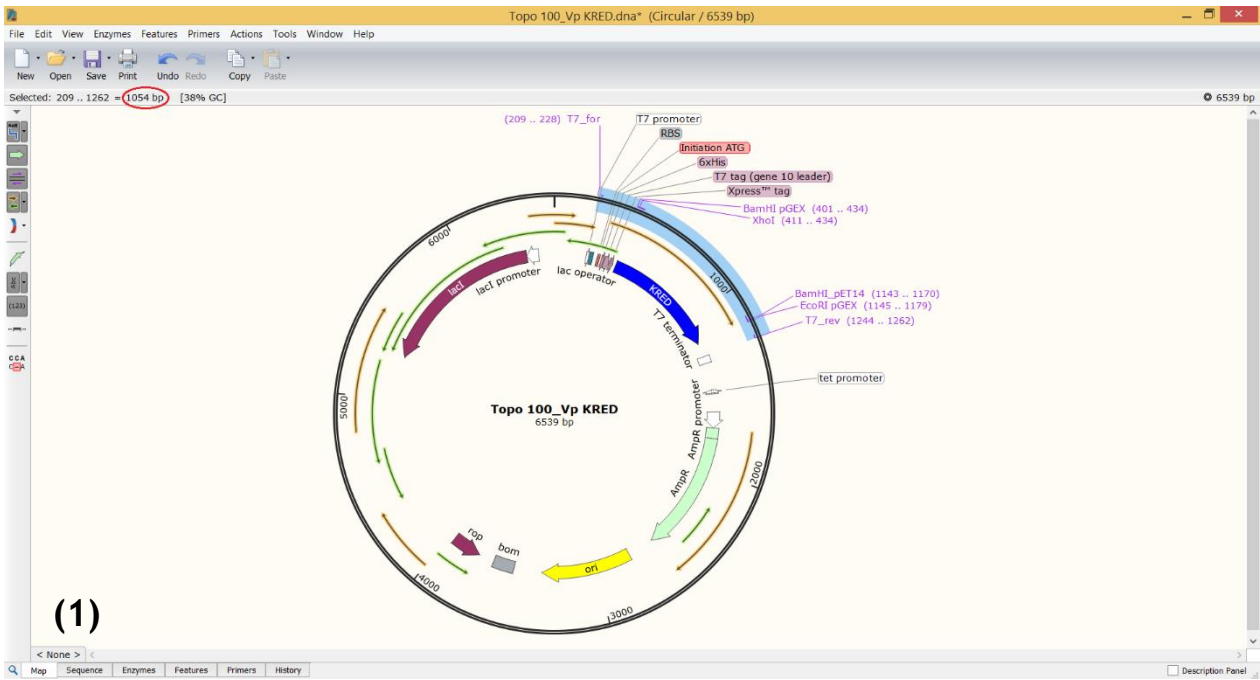 Topo 100_Vp KRED.dna* (Circular / 6539 bp)
File Edit View Enzymes Features Primers Actions Tools Window Help
New Open Save Print Undo Redo Copy Paste
Selected: 209 .. 1262 = 1054 bp [38% GC]
6539 bp
(209 .. 228) T7_for
T7 promoter
RBS
Initiation ATG
6xHis
T7 tag (gene 10 leader)
Xpress™ tag
BamHI pGEX (401 .. 434)
XhoI (411 .. 434)
BamHI_pET14 (1143 .. 1170)
EcoRI pGEX (1145 .. 1179)
T7_rev (1244 .. 1262)
6000
1000
lacI
lacI promoter
lac operator
KRED
T7 terminator
tet promoter
AmpR promoter
AmpR
5000
2000
Topo 100_Vp KRED
6539 bp
rop
bom
ori
4000
3000
(123)
CCA
(1)
< None >
Map Sequence Enzymes Features Primers History
Description Panel